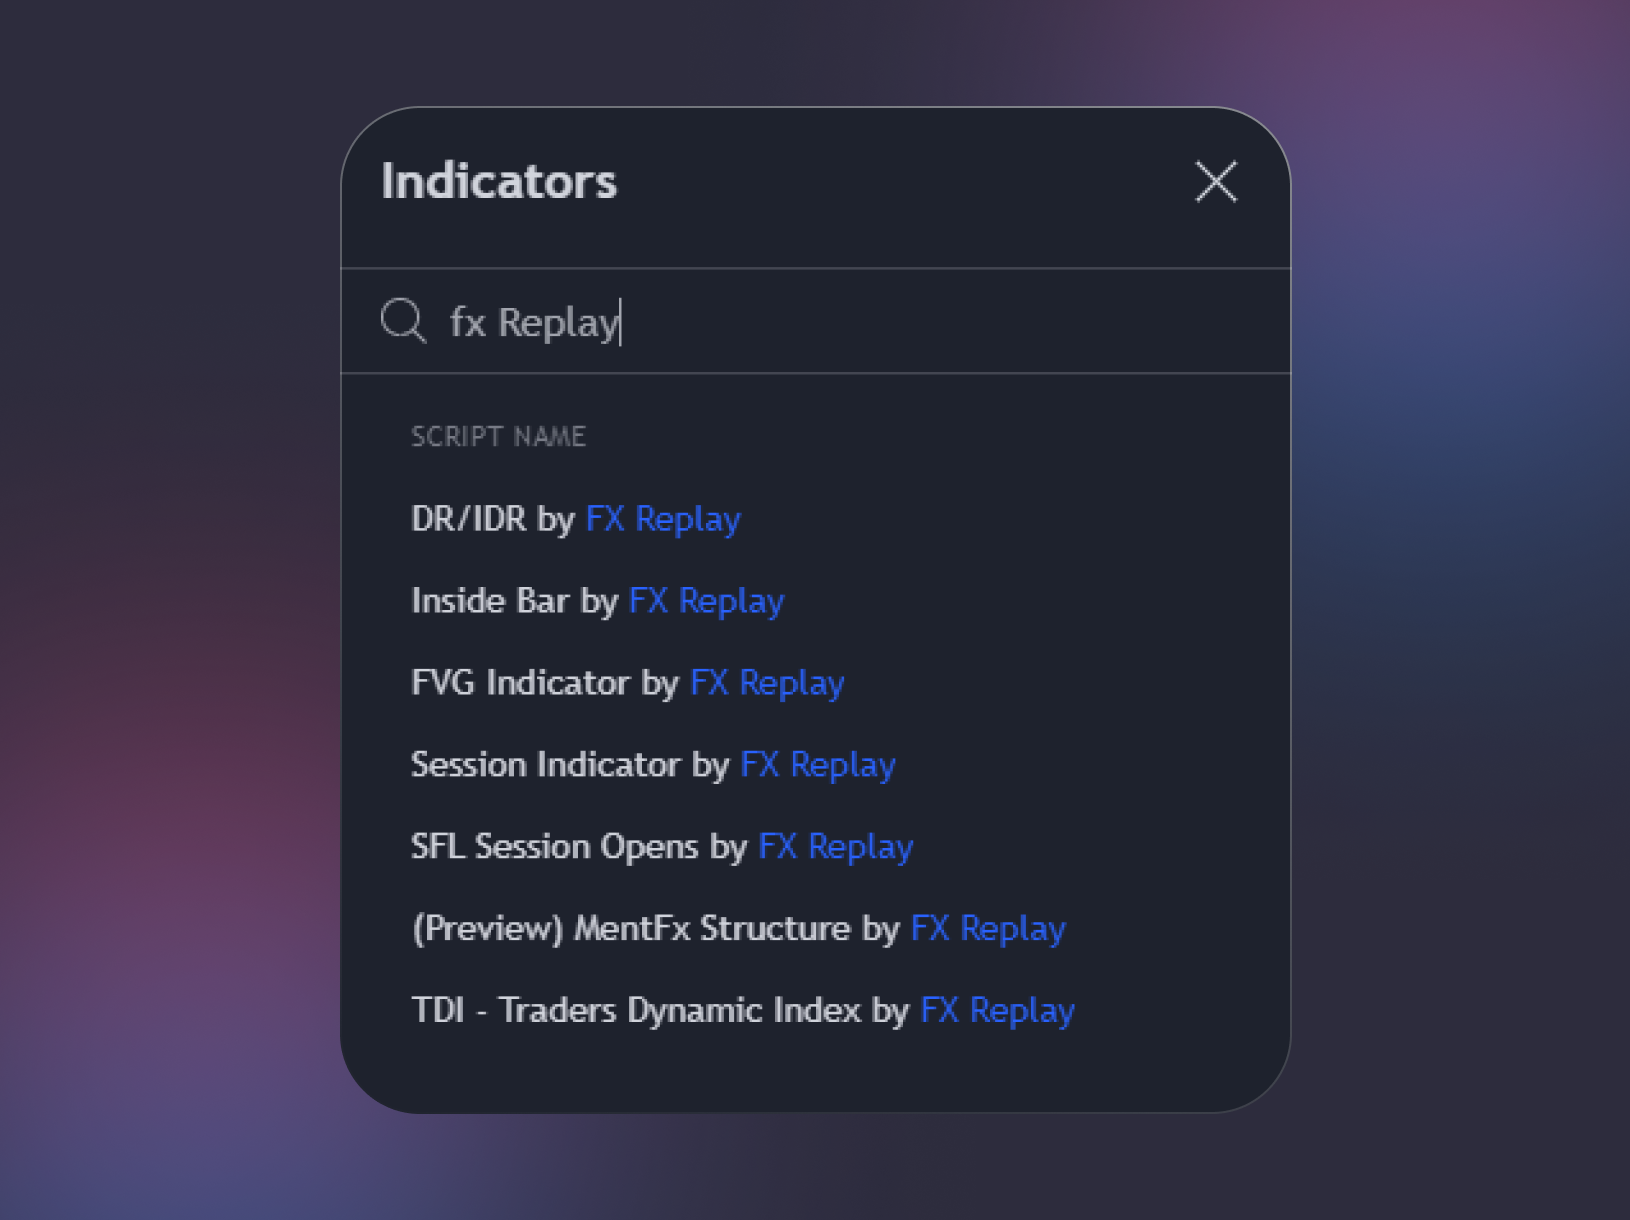 Indicators
fx Replay
SCRIPT NAME
DR/IDR by FX Replay
Inside Bar by FX Replay
FVG Indicator by FX Replay
Session Indicator by FX Replay
SFL Session Opens by FX Replay
(Preview) MentFx Structure by FX Replay
TDI - Traders Dynamic Index by FX Replay